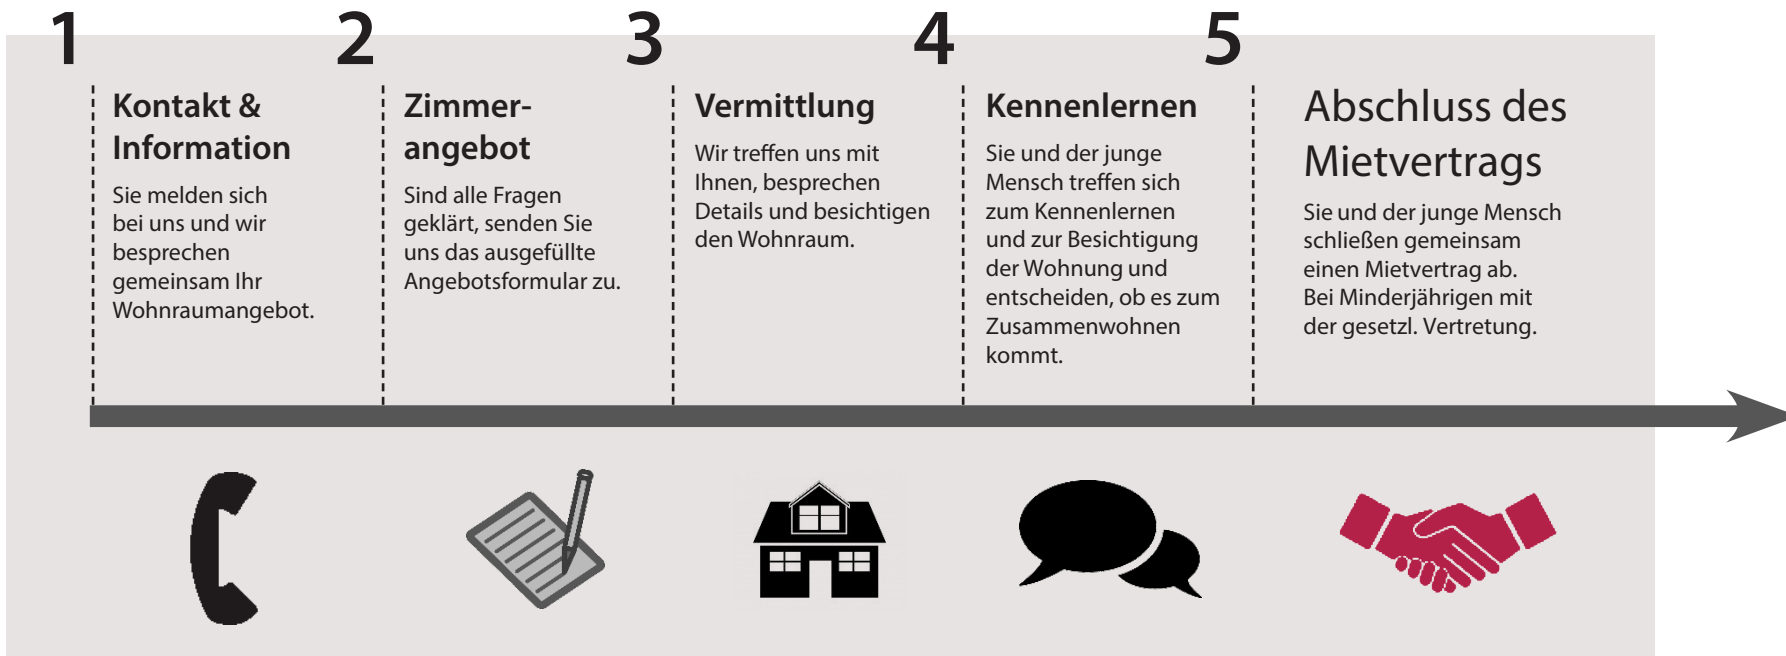 1
Kontakt &
Information
Sie melden sich
bei uns und wir
besprechen
gemeinsam Ihr
Wohnraumangebot.
2
Zimmer-
angebot
Sind alle Fragen
geklärt, senden Sie
uns das ausgefüllte
Angebotsformular zu.
3
Vermittlung
Wir treffen uns mit
Ihnen, besprechen
Details und besichtigen
den Wohnraum.
4
Kennenlernen
Sie und der junge
Mensch treffen sich
zum Kennenlernen
und zur Besichtigung
der Wohnung und
entscheiden, ob es zum
Zusammenwohnen
kommt.
5
Abschluss des
Mietvertrags
Sie und der junge Mensch
schließen gemeinsam
einen Mietvertrag ab.
Bei Minderjährigen mit
der gesetzl. Vertretung.